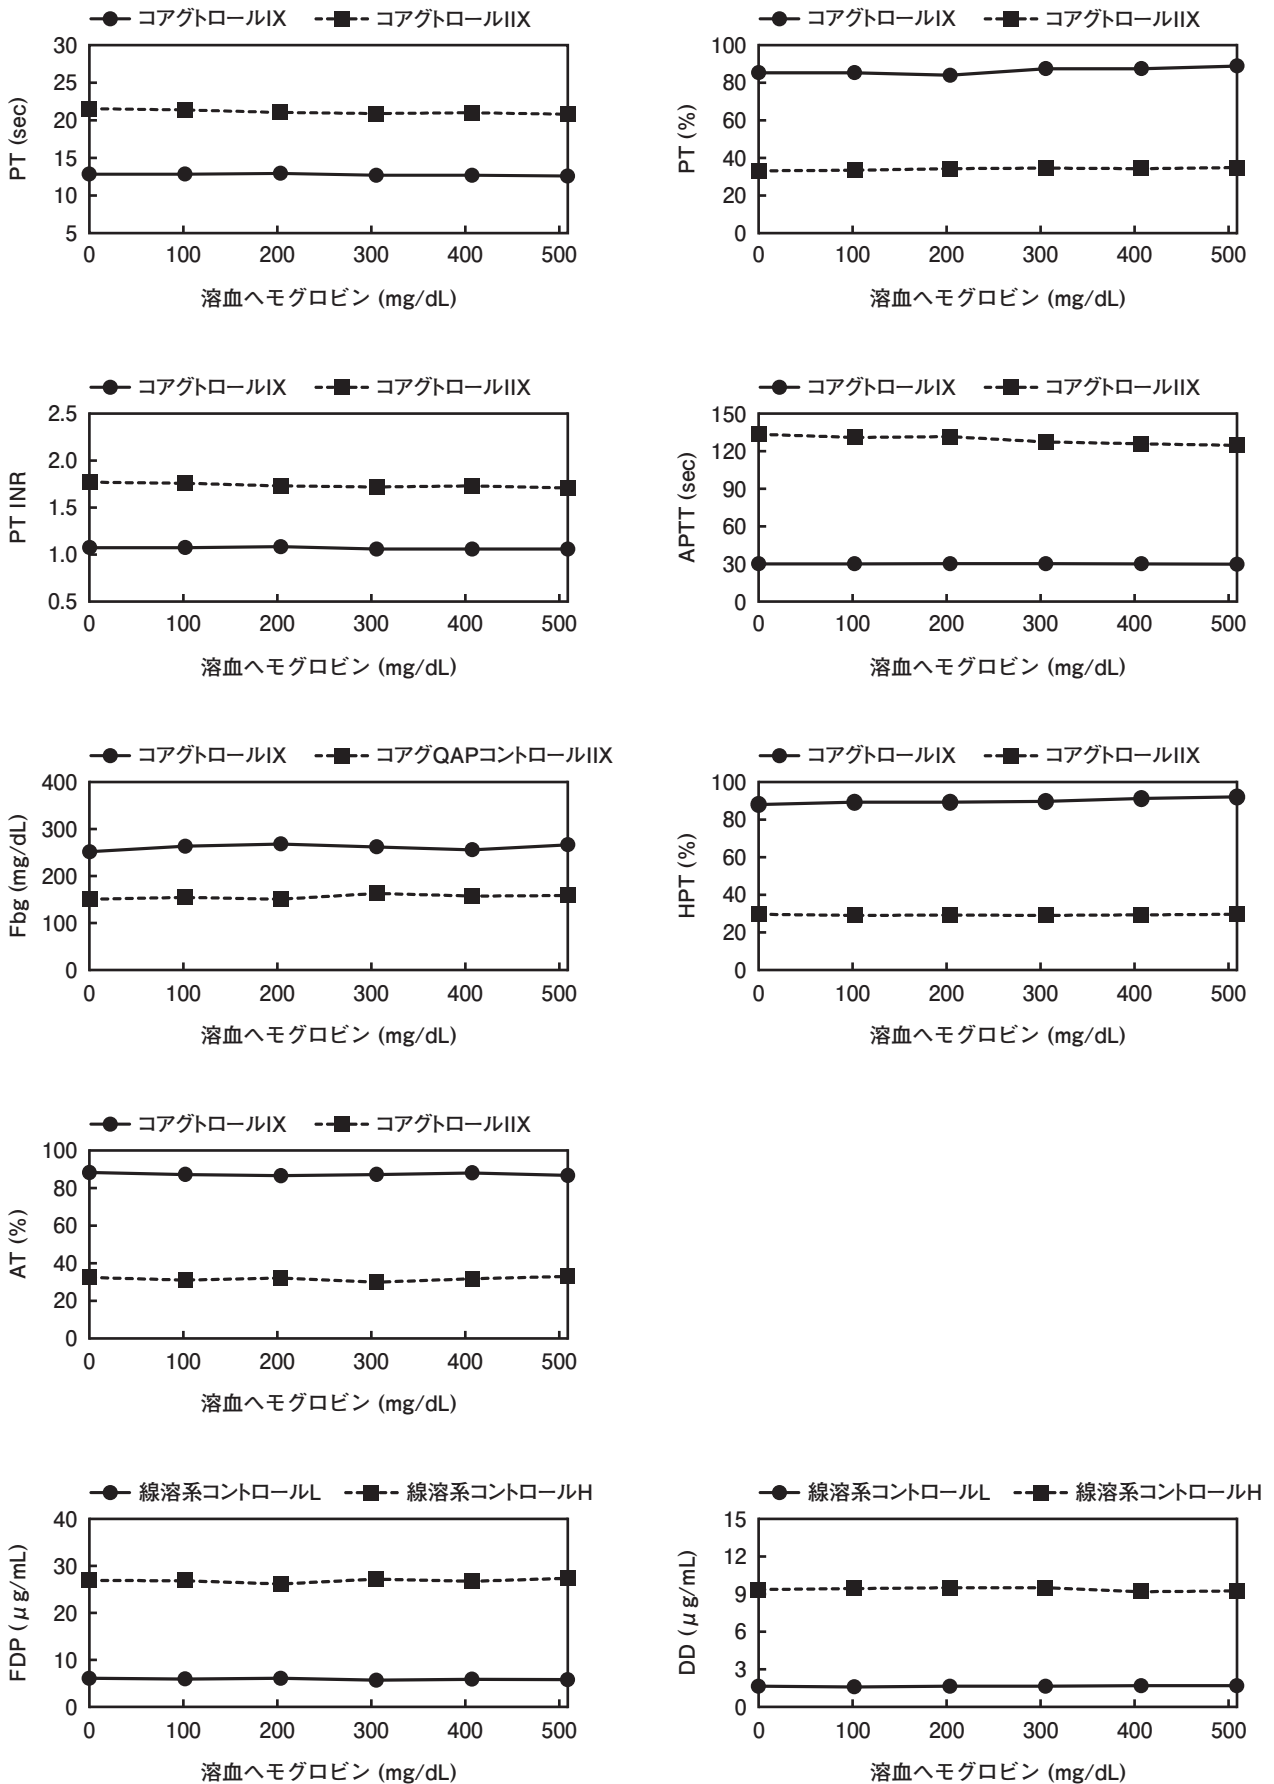 コアグトロールIX コアグトロールIIX
PT (sec)
30
25
20
15
10
5
0 100 200 300 400 500
溶血ヘモグロビン (mg/dL)
コアグトロールIX コアグトロールIIX
PT (%)
100
80
60
40
20
0
0 100 200 300 400 500
溶血ヘモグロビン (mg/dL)
コアグトロールIX コアグトロールIIX
PT INR
2.5
2.0
1.5
1.0
0.5
0 100 200 300 400 500
溶血ヘモグロビン (mg/dL)
コアグトロールIX コアグトロールIIX
APTT (sec)
150
120
90
60
30
0
0 100 200 300 400 500
溶血ヘモグロビン (mg/dL)
コアグトロールIX コアグQAPコントロールIIX
Fbg (mg/dL)
400
300
200
100
0
0 100 200 300 400 500
溶血ヘモグロビン (mg/dL)
コアグトロールIX コアグトロールIIX
HPT (%)
100
80
60
40
20
0
0 100 200 300 400 500
溶血ヘモグロビン (mg/dL)
コアグトロールIX コアグトロールIIX
AT (%)
100
80
60
40
20
0
0 100 200 300 400 500
溶血ヘモグロビン (mg/dL)
線溶系コントロールL 線溶系コントロールH
FDP (μg/mL)
40
30
20
10
0
0 100 200 300 400 500
溶血ヘモグロビン (mg/dL)
線溶系コントロールL 線溶系コントロールH
DD (μg/mL)
15
12
9
6
3
0
0 100 200 300 400 500
溶血ヘモグロビン (mg/dL)